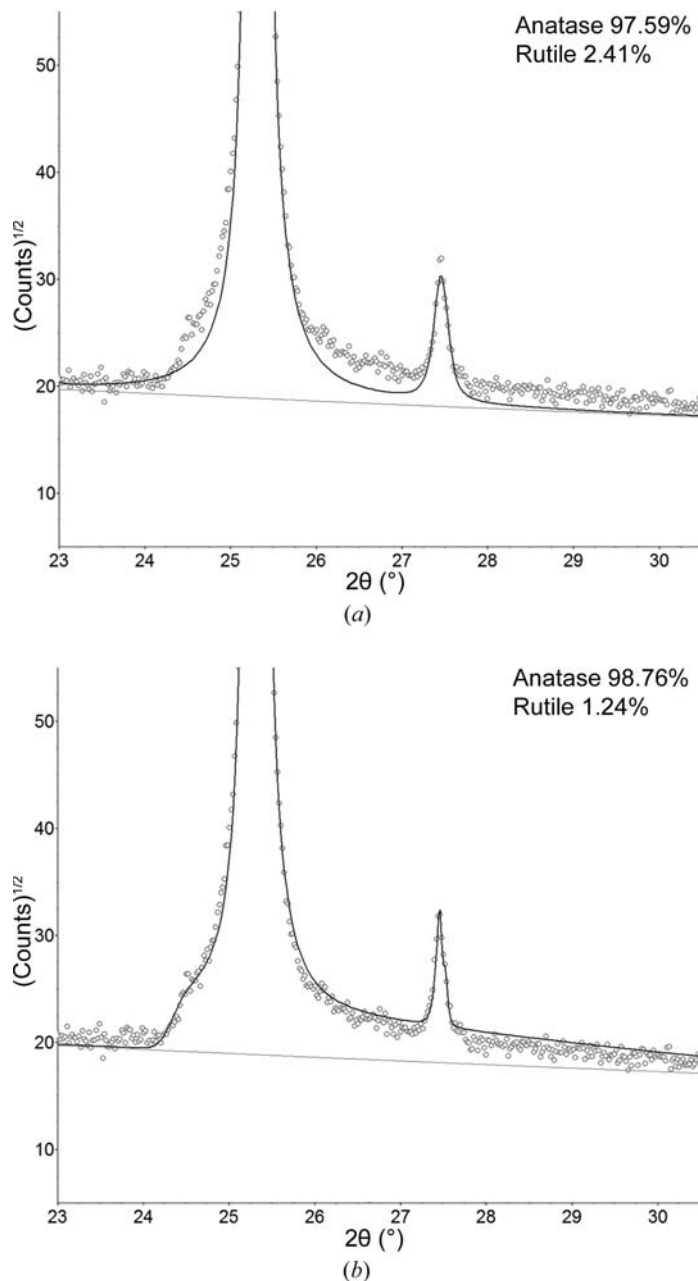 Anatase 97.59%
Rutile 2.41%
50
40
30
20
10
(Counts)1/2
23 24 25 26 27 28 29 30
2θ (°)
(a)
Anatase 98.76%
Rutile 1.24%
50
40
30
20
10
(Counts)1/2
23 24 25 26 27 28 29 30
2θ (°)
(b)